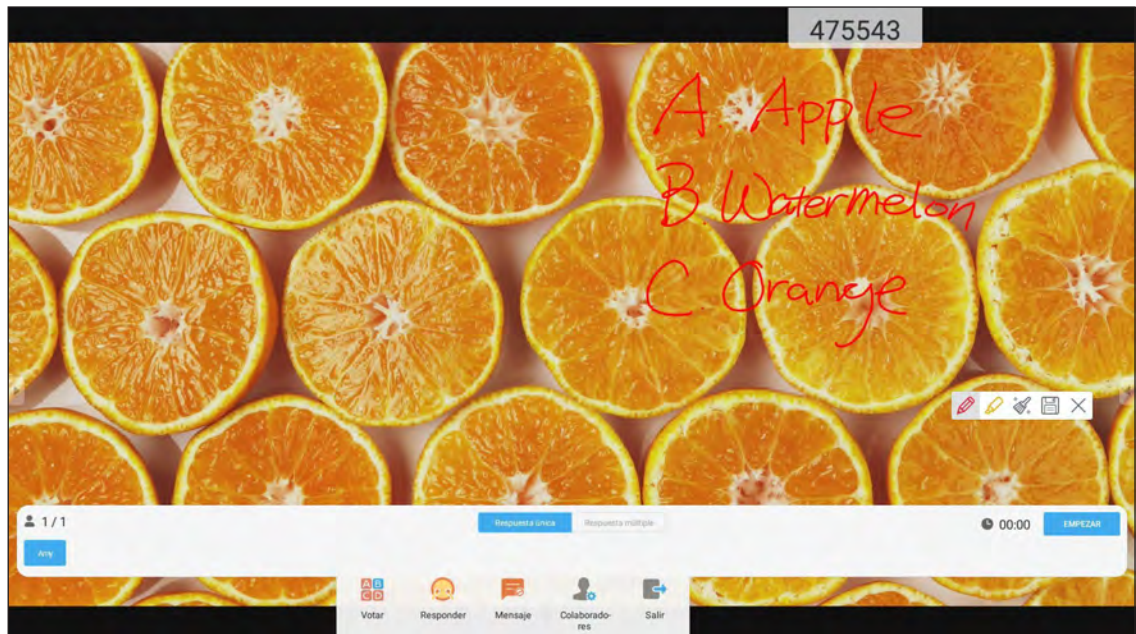 475543
A. Apple
B. Watermelon
C Orange
1 / 1
Respuesta única
Respuesta múltiple
00:00
EMPEZAR
Any
A B C D
Votar
Responder
Mensaje
Colaborado-
res
Salir